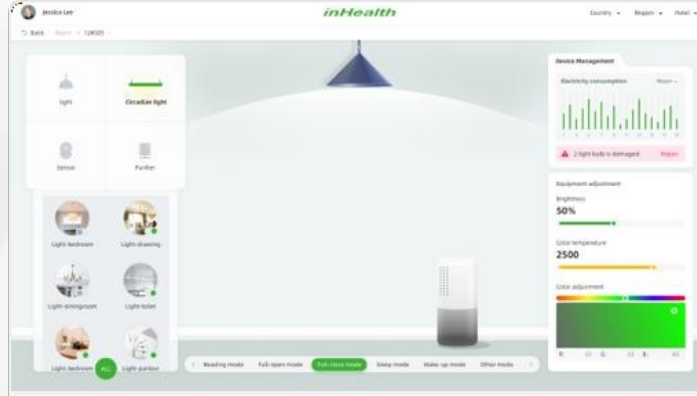 Jessica Lee
inHealth
Country
Region
Hotel
Back
Room
128505
light
Circadian light
Sensor
Purifier
Light-bedroom
Light-drawing
Light-diningroom
Light-toilet
Light-bedroom
ALL
Light-parlour
Reading mode
Full-open mode
Full-close mode
Sleep mode
Wake-up mode
Other mode
Device Management
Electricity consumption
2 light bulb is damaged
Repair
Equipment adjustment
Brightness
50%
Color temperature
2500
Color adjustment
R:
G:
B: